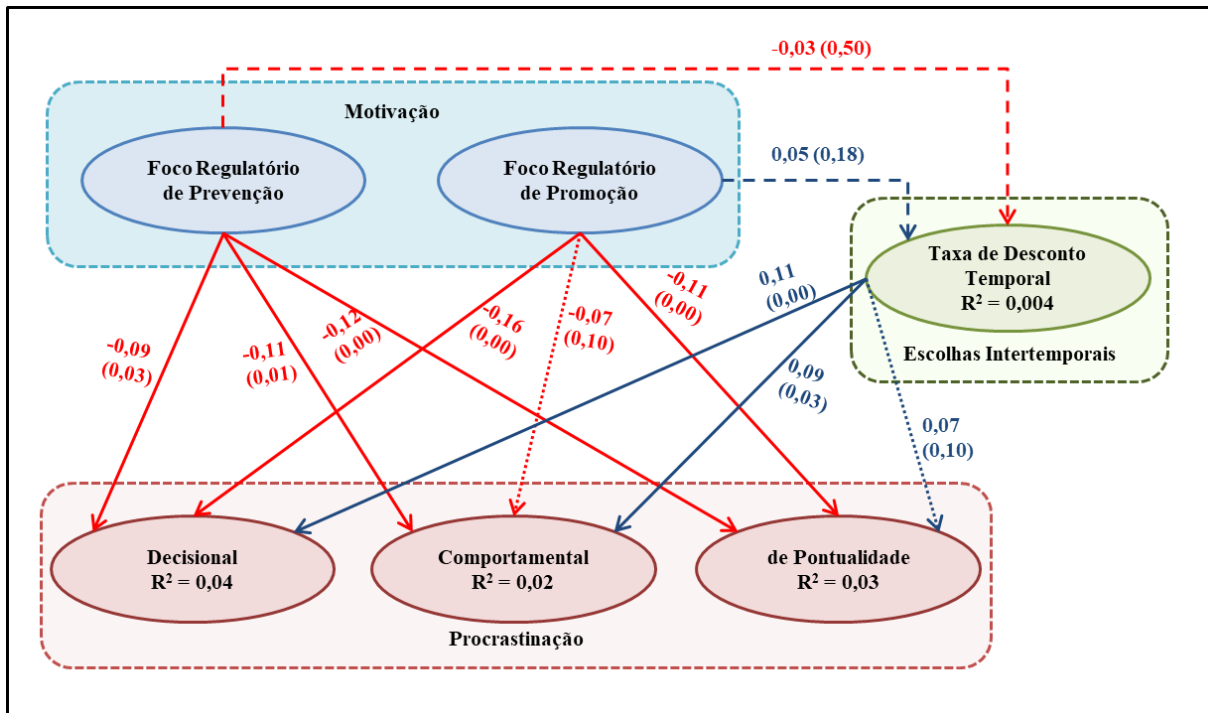 -0,03 (0,50)
Motivação
Foco Regulatório
de Prevenção
Foco Regulatório
de Promoção
0,05 (0,18)
Taxa de Desconto
Temporal
R² = 0,004
Escolhas Intertemporais
-0,09
(0,03)
-0,11
(0,01)
-0,12
(0,00)
-0,16
(0,00)
-0,07
(0,10)
-0,11
(0,00)
0,11
(0,00)
0,09
(0,03)
0,07
(0,10)
Decisional
R² = 0,04
Comportamental
R² = 0,02
de Pontualidade
R² = 0,03
Procrastinação